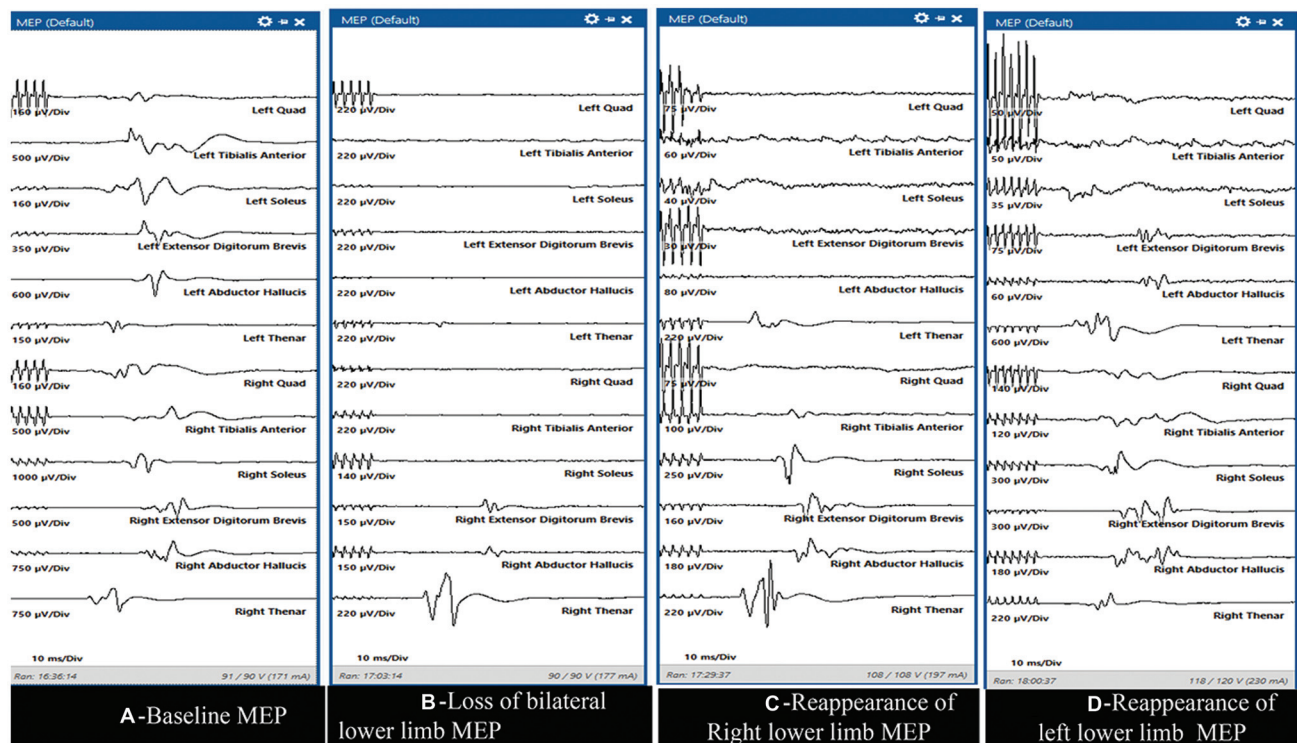 MEP (Default)
160 µV/Div Left Quad
500 µV/Div Left Tibialis Anterior
160 µV/Div Left Soleus
350 µV/Div Left Extensor Digitorum Brevis
600 µV/Div Left Abductor Hallucis
150 µV/Div Left Thenar
160 µV/Div Right Quad
500 µV/Div Right Tibialis Anterior
1000 µV/Div Right Soleus
500 µV/Div Right Extensor Digitorum Brevis
750 µV/Div Right Abductor Hallucis
750 µV/Div Right Thenar
10 ms/Div
Ran: 16:36:14 91 / 90 V (171 mA)
A-Baseline MEP
MEP (Default)
220 µV/Div Left Quad
220 µV/Div Left Tibialis Anterior
220 µV/Div Left Soleus
220 µV/Div Left Extensor Digitorum Brevis
220 µV/Div Left Abductor Hallucis
220 µV/Div Left Thenar
220 µV/Div Right Quad
220 µV/Div Right Tibialis Anterior
140 µV/Div Right Soleus
150 µV/Div Right Extensor Digitorum Brevis
150 µV/Div Right Abductor Hallucis
220 µV/Div Right Thenar
10 ms/Div
Ran: 17:03:14 90 / 90 V (177 mA)
B-Loss of bilateral
lower limb MEP
MEP (Default)
75 µV/Div Left Quad
60 µV/Div Left Tibialis Anterior
40 µV/Div Left Soleus
30 µV/Div Left Extensor Digitorum Brevis
80 µV/Div Left Abductor Hallucis
220 µV/Div Left Thenar
75 µV/Div Right Quad
100 µV/Div Right Tibialis Anterior
250 µV/Div Right Soleus
160 µV/Div Right Extensor Digitorum Brevis
180 µV/Div Right Abductor Hallucis
220 µV/Div Right Thenar
10 ms/Div
Ran: 17:29:37 108 / 108 V (197 mA)
C-Reappearance of
Right lower limb MEP
MEP (Default)
50 µV/Div Left Quad
50 µV/Div Left Tibialis Anterior
35 µV/Div Left Soleus
75 µV/Div Left Extensor Digitorum Brevis
60 µV/Div Left Abductor Hallucis
600 µV/Div Left Thenar
140 µV/Div Right Quad
120 µV/Div Right Tibialis Anterior
300 µV/Div Right Soleus
300 µV/Div Right Extensor Digitorum Brevis
180 µV/Div Right Abductor Hallucis
220 µV/Div Right Thenar
10 ms/Div
Ran: 18:00:37 118 / 120 V (230 mA)
D-Reappearance of
left lower limb MEP